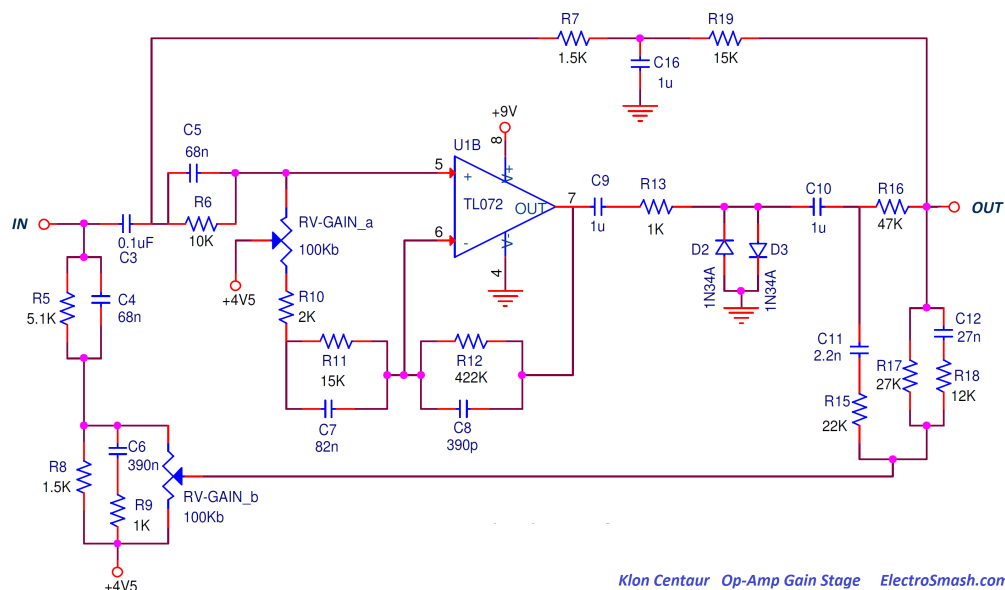 R7
1.5K
R19
15K
C16
1u
+9V
8
C5
68n
U1B
5
+
V+
TL072
OUT
7
6
-
V-
4
R6
10K
IN
0.1uF
C3
RV-GAIN_a
100Kb
+4V5
C9
1u
R13
1K
C10
1u
R16
47K
OUT
D2
1N34A
D3
1N34A
R5
5.1K
C4
68n
R10
2K
R11
15K
C7
82n
R12
422K
C8
390p
C11
2.2n
R15
22K
C12
27n
R17
27K
R18
12K
R8
1.5K
C6
390n
R9
1K
RV-GAIN_b
100Kb
+4V5
Klon Centaur Op-Amp Gain Stage ElectroSmash.com